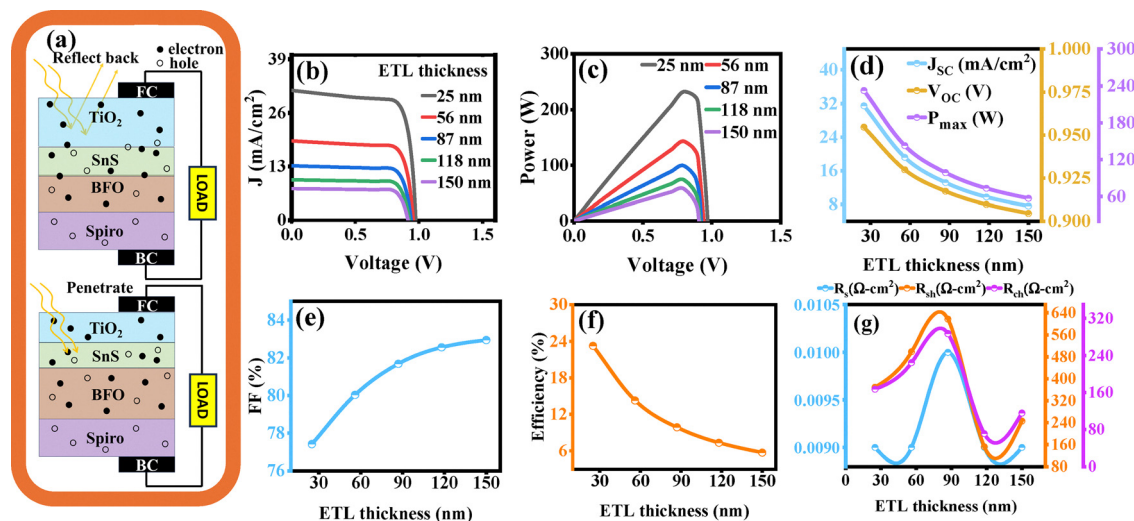 (a)
electron
hole
Reflect back
FC
TiO2
SnS
BFO
Spiro
BC
LOAD
Penetrate
FC
TiO2
SnS
BFO
Spiro
BC
LOAD
(b)
ETL thickness
25 nm
56 nm
87 nm
118 nm
150 nm
39
26
13
0
J (mA/cm²)
0.0 0.5 1.0 1.5
Voltage (V)
(c)
25 nm
56 nm
87 nm
118 nm
150 nm
300
200
100
0
Power (W)
0.0 0.5 1.0 1.5
Voltage (V)
(d)
JSC (mA/cm²)
VOC (V)
Pmax (W)
40
32
24
16
8
1.000
0.975
0.950
0.925
0.900
300
240
180
120
60
0
30 60 90 120 150
ETL thickness (nm)
(e)
84
82
80
78
76
FF (%)
30 60 90 120 150
ETL thickness (nm)
(f)
30
24
18
12
6
Efficiency (%)
30 60 90 120 150
ETL thickness (nm)
Rs(Ω-cm²) Rsh(Ω-cm²) Rch(Ω-cm²)
(g)
0.0105
0.0100
0.0095
0.0090
640
560
480
400
320
240
160
80
320
240
160
80
0
0 30 60 90 120 150
ETL thickness (nm)